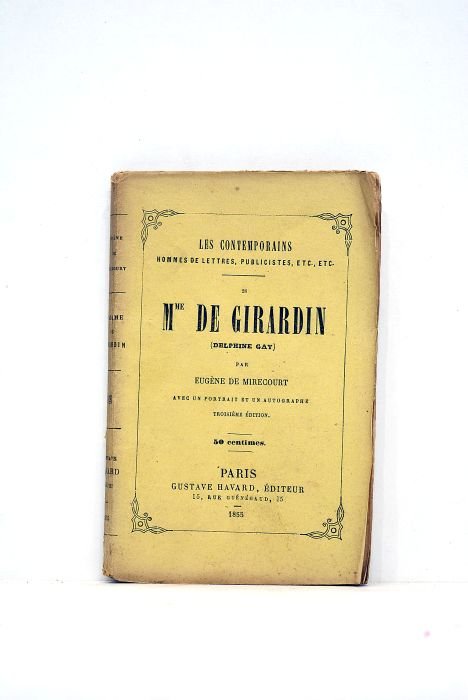 LES CONTEMPORAINS
HOMMES DE LETTRES, PUBLICISTES, ETC., ETC.
Mme DE GIRARDIN
(DELPHINE GAY)
PAR
EUGÈNE DE MIRECOURT
AVEC UN PORTRAIT ET UN AUTOGRAPHE
TROISIÈME ÉDITION.
50 centimes.
PARIS
GUSTAVE HAVARD, ÉDITEUR
15, RUE GUÉNÉGAUD, 15
1855